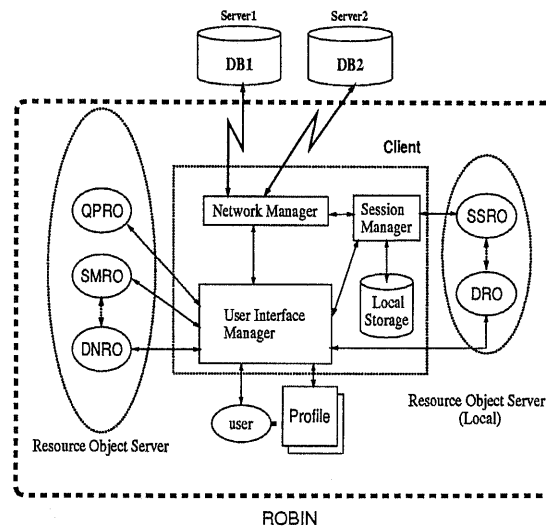 Server1
Server2
DB1
DB2
Client
QPRO
Network Manager
Session
Manager
SSRO
SMRO
User Interface
Manager
Local
Storage
DRO
DNRO
user
Profile
Resource Object Server
Resource Object Server
(Local)
ROBIN